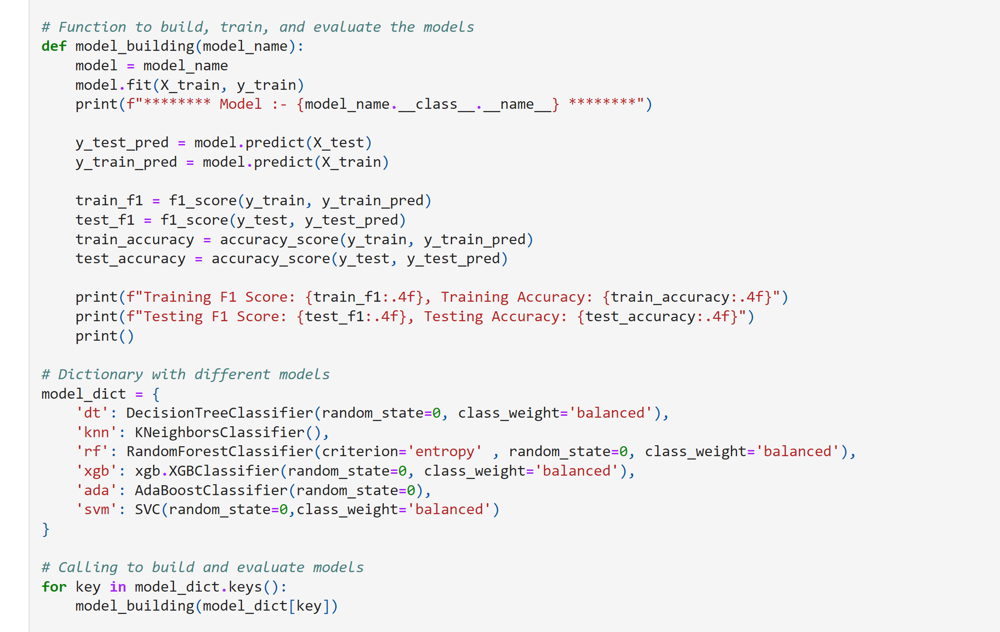 # Function to build, train, and evaluate the models
def model_building(model_name):
    model = model_name
    model.fit(X_train, y_train)
    print(f"******** Model :- {model_name.__class__.__name__} ********")

    y_test_pred = model.predict(X_test)
    y_train_pred = model.predict(X_train)

    train_f1 = f1_score(y_train, y_train_pred)
    test_f1 = f1_score(y_test, y_test_pred)
    train_accuracy = accuracy_score(y_train, y_train_pred)
    test_accuracy = accuracy_score(y_test, y_test_pred)

    print(f"Training F1 Score: {train_f1:.4f}, Training Accuracy: {train_accuracy:.4f}")
    print(f"Testing F1 Score: {test_f1:.4f}, Testing Accuracy: {test_accuracy:.4f}")
    print()

# Dictionary with different models
model_dict = {
    'dt': DecisionTreeClassifier(random_state=0, class_weight='balanced'),
    'knn': KNeighborsClassifier(),
    'rf': RandomForestClassifier(criterion='entropy' , random_state=0, class_weight='balanced'),
    'xgb': xgb.XGBClassifier(random_state=0, class_weight='balanced'),
    'ada': AdaBoostClassifier(random_state=0),
    'svm': SVC(random_state=0,class_weight='balanced')
}

# Calling to build and evaluate models
for key in model_dict.keys():
    model_building(model_dict[key])